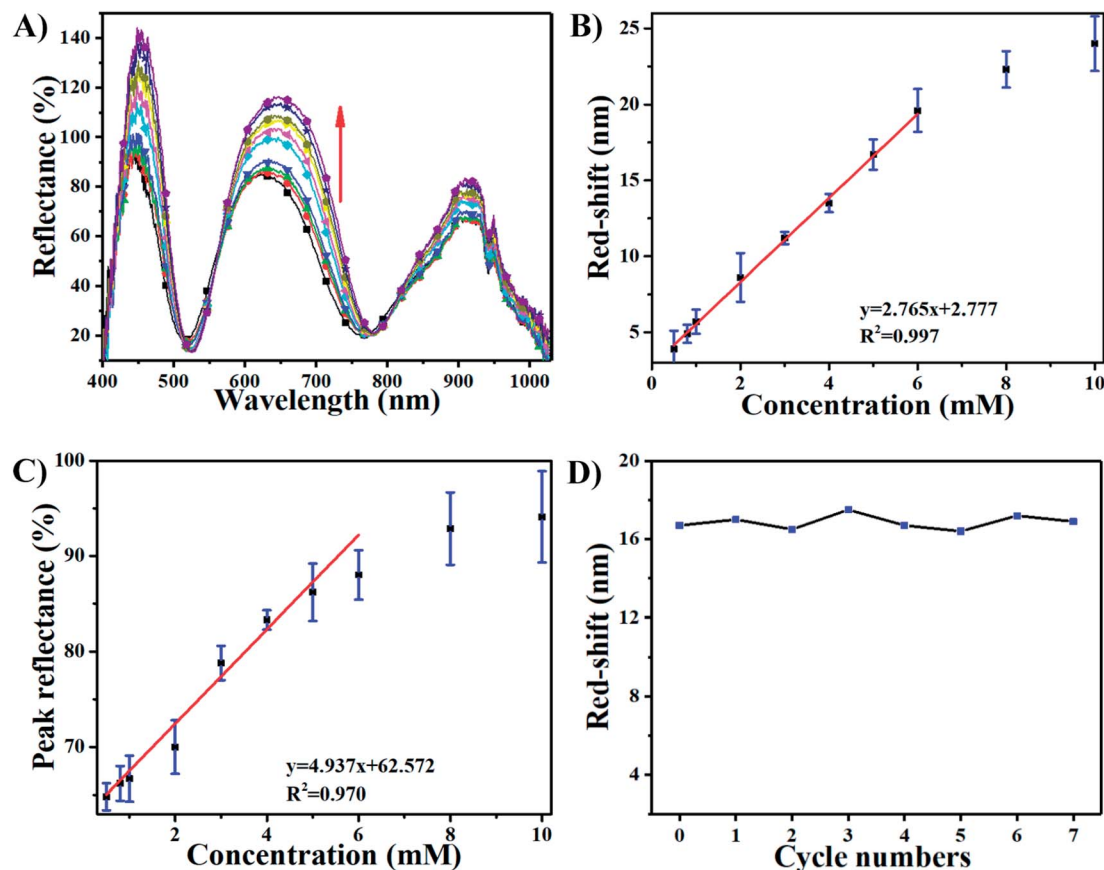 A)
140
120
100
80
60
40
20
Reflectance (%)
400 500 600 700 800 900 1000
Wavelength (nm)
B)
25
20
15
10
5
Red-shift (nm)
y=2.765x+2.777
R²=0.997
0 2 4 6 8 10
Concentration (mM)
C)
100
90
80
70
Peak reflectance (%)
y=4.937x+62.572
R²=0.970
2 4 6 8 10
Concentration (mM)
D)
20
16
12
8
4
Red-shift (nm)
0 1 2 3 4 5 6 7
Cycle numbers